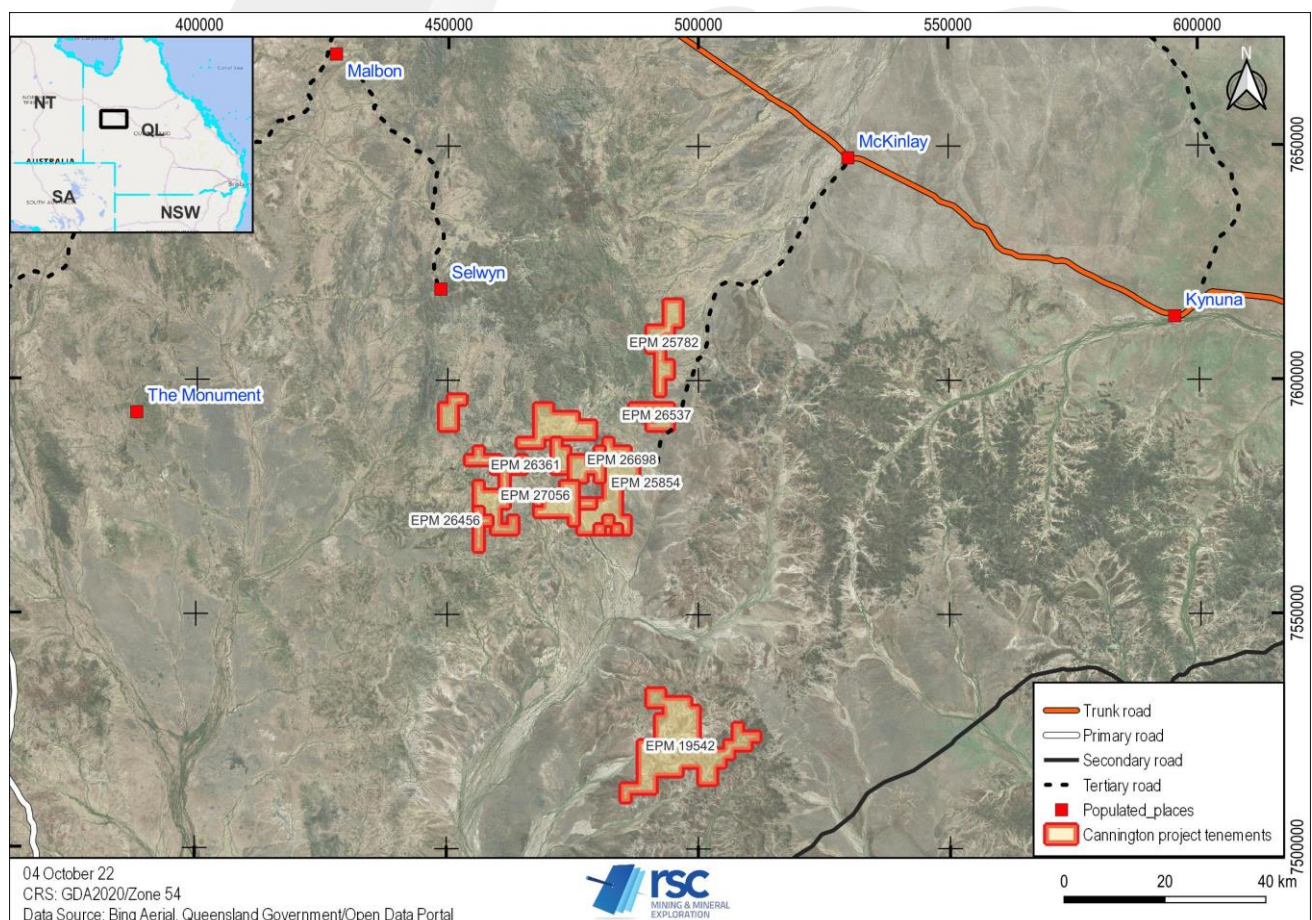 400000 450000 500000 550000 600000
NT
QL
AUSTRALIA
SA
NSW
N
Malbon
McKinlay
7650000
Selwyn
Kynuna
EPM 25782
7600000
The Monument
EPM 26537
EPM 26361
EPM 26698
EPM 25854
EPM 27056
EPM 26456
7550000
EPM 19542
Trunk road
Primary road
Secondary road
Tertiary road
Populated_places
Cannington project tenements
7500000
04 October 22
CRS: GDA2020/Zone 54
Data Source: Bing Aerial, Queensland Government/Open Data Portal
rsc
MINING & MINERAL
EXPLORATION
0 20 40 km